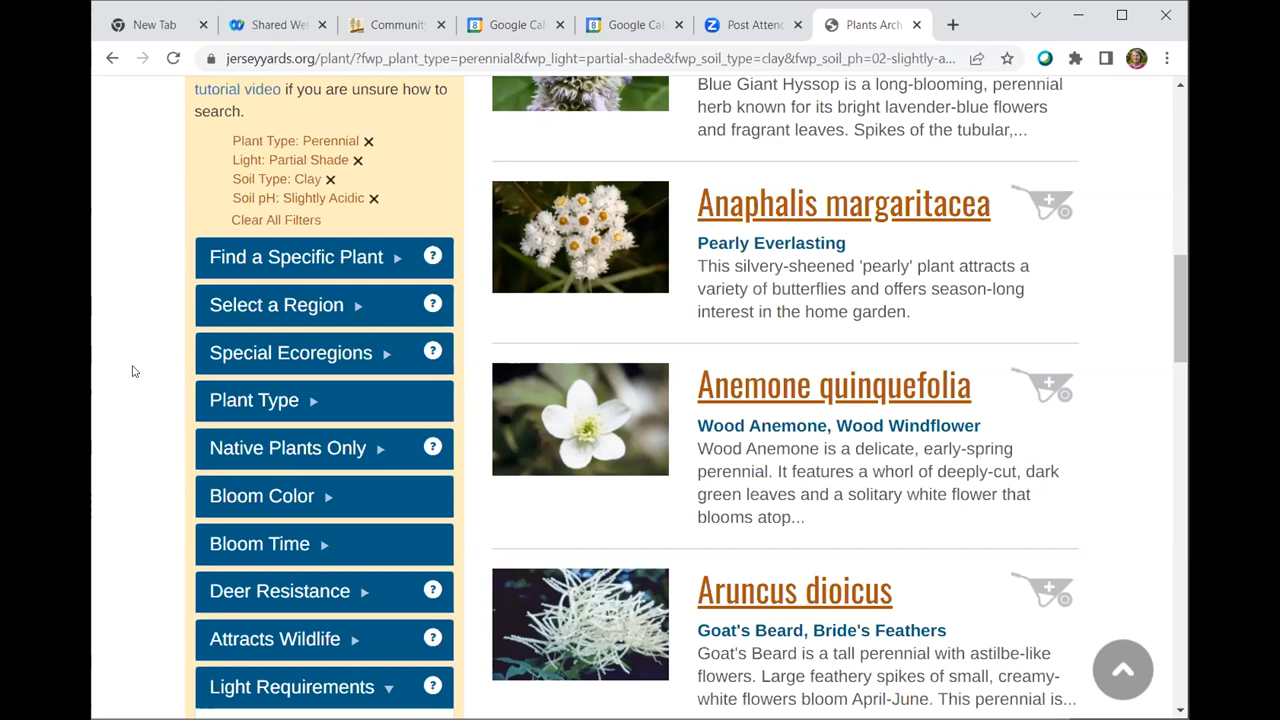 New Tab
Shared We
Community
Google Cal
Google Cal
Post Attend
Plants Arch
jerseyyards.org/plant/?fwp_plant_type=perennial&fwp_light=partial-shade&fwp_soil_type=clay&fwp_soil_ph=02-slightly-a...
tutorial video if you are unsure how to
search.
Plant Type: Perennial
Light: Partial Shade
Soil Type: Clay
Soil pH: Slightly Acidic
Clear All Filters
Find a Specific Plant ?
Select a Region ?
Special Ecoregions ?
Plant Type
Native Plants Only ?
Bloom Color
Bloom Time
Deer Resistance ?
Attracts Wildlife ?
Light Requirements ?
Blue Giant Hyssop is a long-blooming, perennial
herb known for its bright lavender-blue flowers
and fragrant leaves. Spikes of the tubular,...
Anaphalis margaritacea
Pearly Everlasting
This silvery-sheened 'pearly' plant attracts a
variety of butterflies and offers season-long
interest in the home garden.
Anemone quinquefolia
Wood Anemone, Wood Windflower
Wood Anemone is a delicate, early-spring
perennial. It features a whorl of deeply-cut, dark
green leaves and a solitary white flower that
blooms atop...
Aruncus dioicus
Goat's Beard, Bride's Feathers
Goat's Beard is a tall perennial with astilbe-like
flowers. Large feathery spikes of small, creamy-
white flowers bloom April-June. This perennial is...